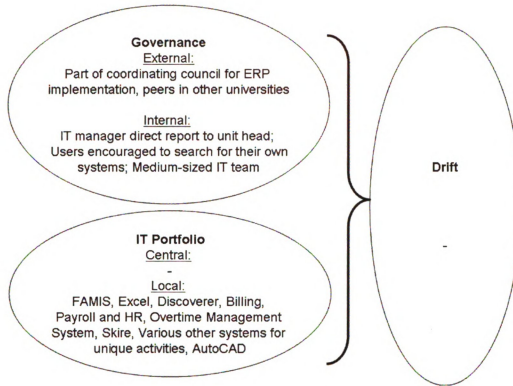 Governance
External:
Part of coordinating council for ERP
implementation, peers in other universities
Internal:
IT manager direct report to unit head;
Users encouraged to search for their own
systems; Medium-sized IT team
IT Portfolio
Central:
-
Local:
FAMIS, Excel, Discoverer, Billing,
Payroll and HR, Overtime Management
System, Skire, Various other systems for
unique activities, AutoCAD
Drift
-